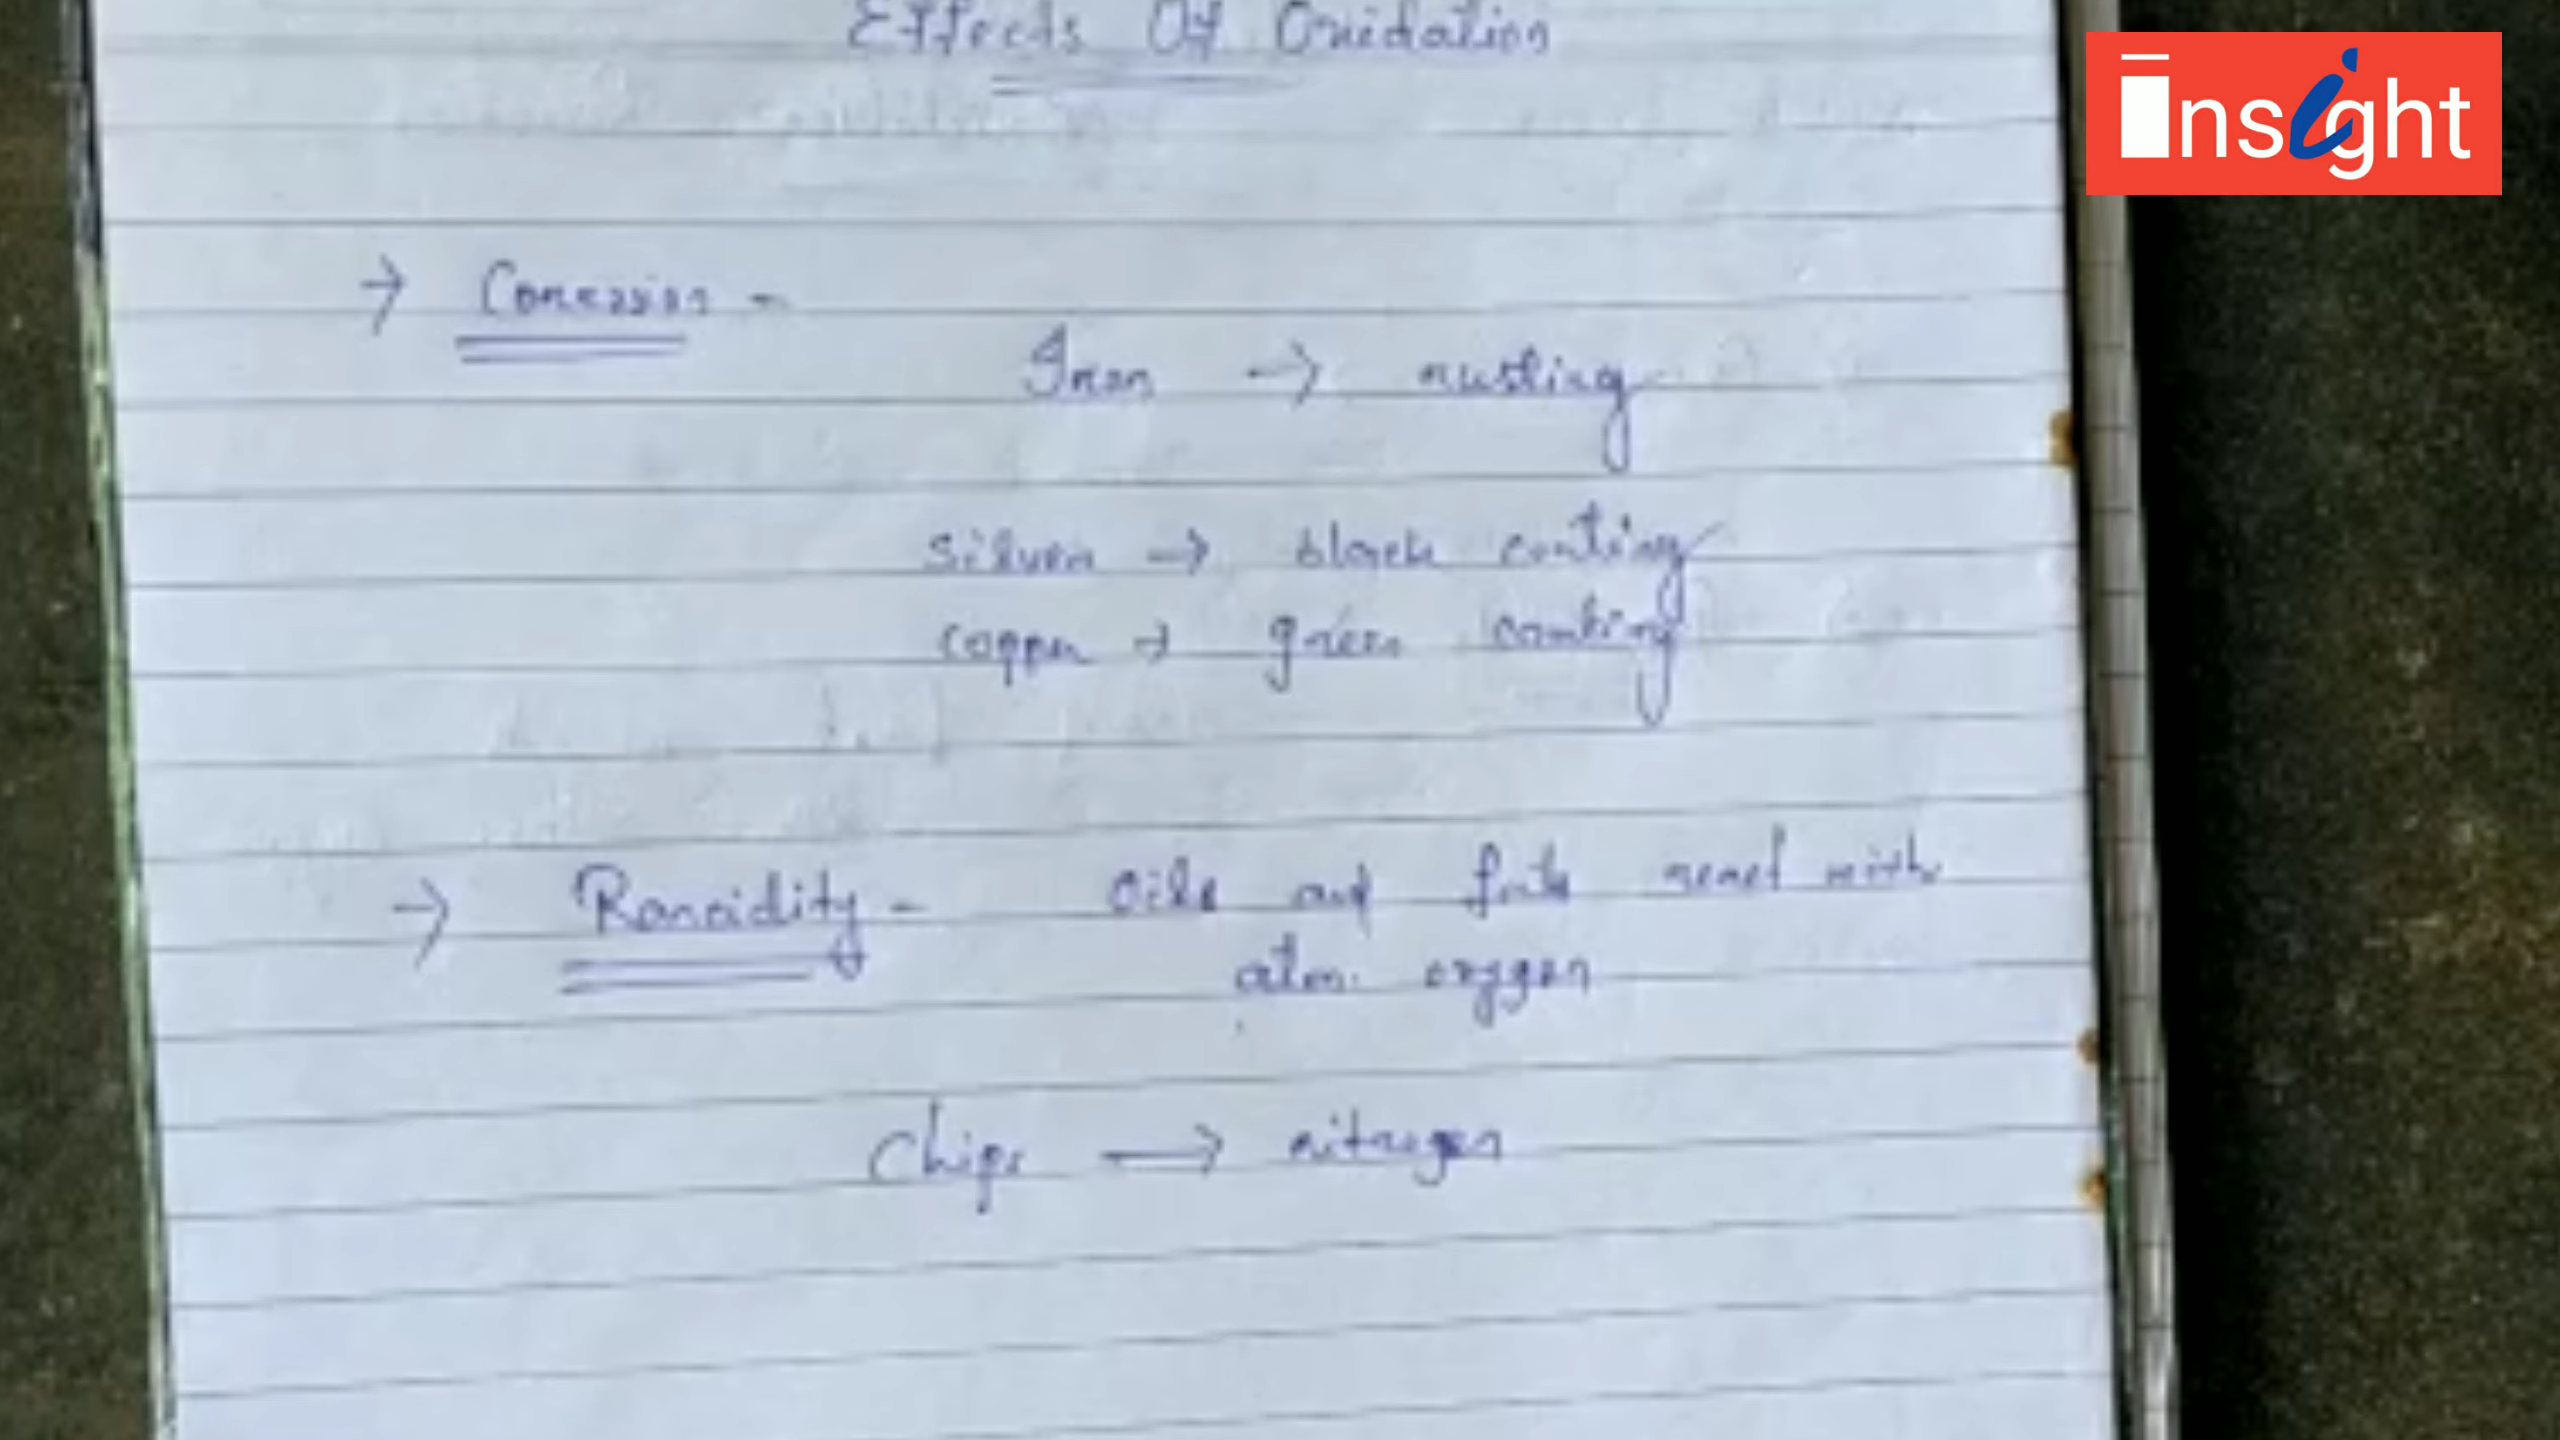 Effects Of Oxidation
Insight
→ Corrosion -
Iron → rusting
silver → black coating
copper → green coating
→ Rancidity - Oils and fats react with
atm. oxygen
Chips → nitrogen